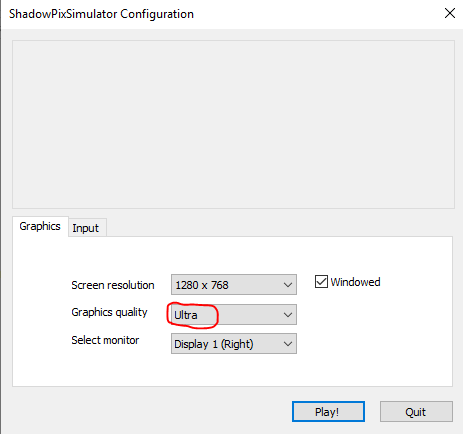 ShadowPixSimulator Configuration
Graphics
Input
Screen resolution
1280 x 768
Windowed
Graphics quality
Ultra
Select monitor
Display 1 (Right)
Play!
Quit